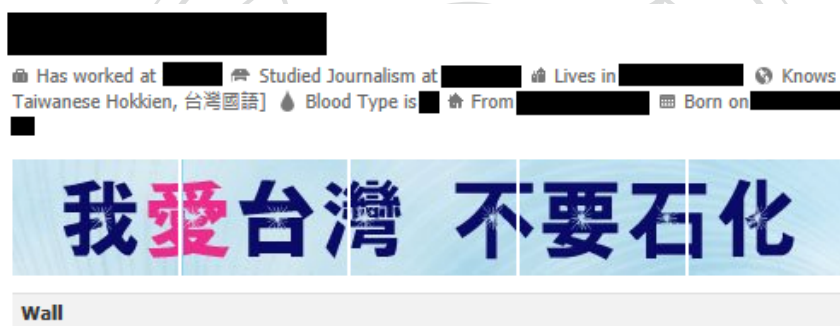 Has worked at Studied Journalism at Lives in Knows
Taiwanese Hokkien, 台灣國語] Blood Type is From Born on
我愛台灣 不要石化
Wall